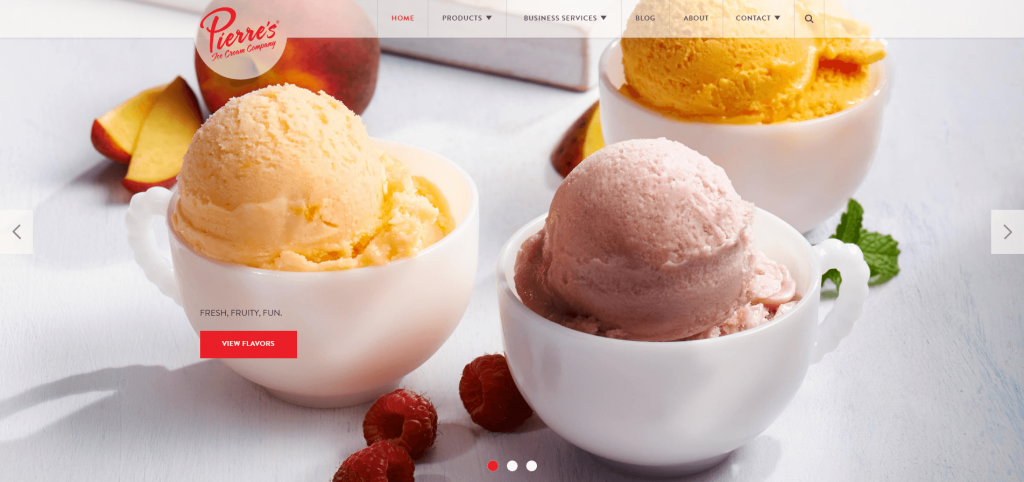 Pierre's
Ice Cream Company
HOME
PRODUCTS
BUSINESS SERVICES
BLOG
ABOUT
CONTACT
FRESH, FRUITY, FUN.
VIEW FLAVORS